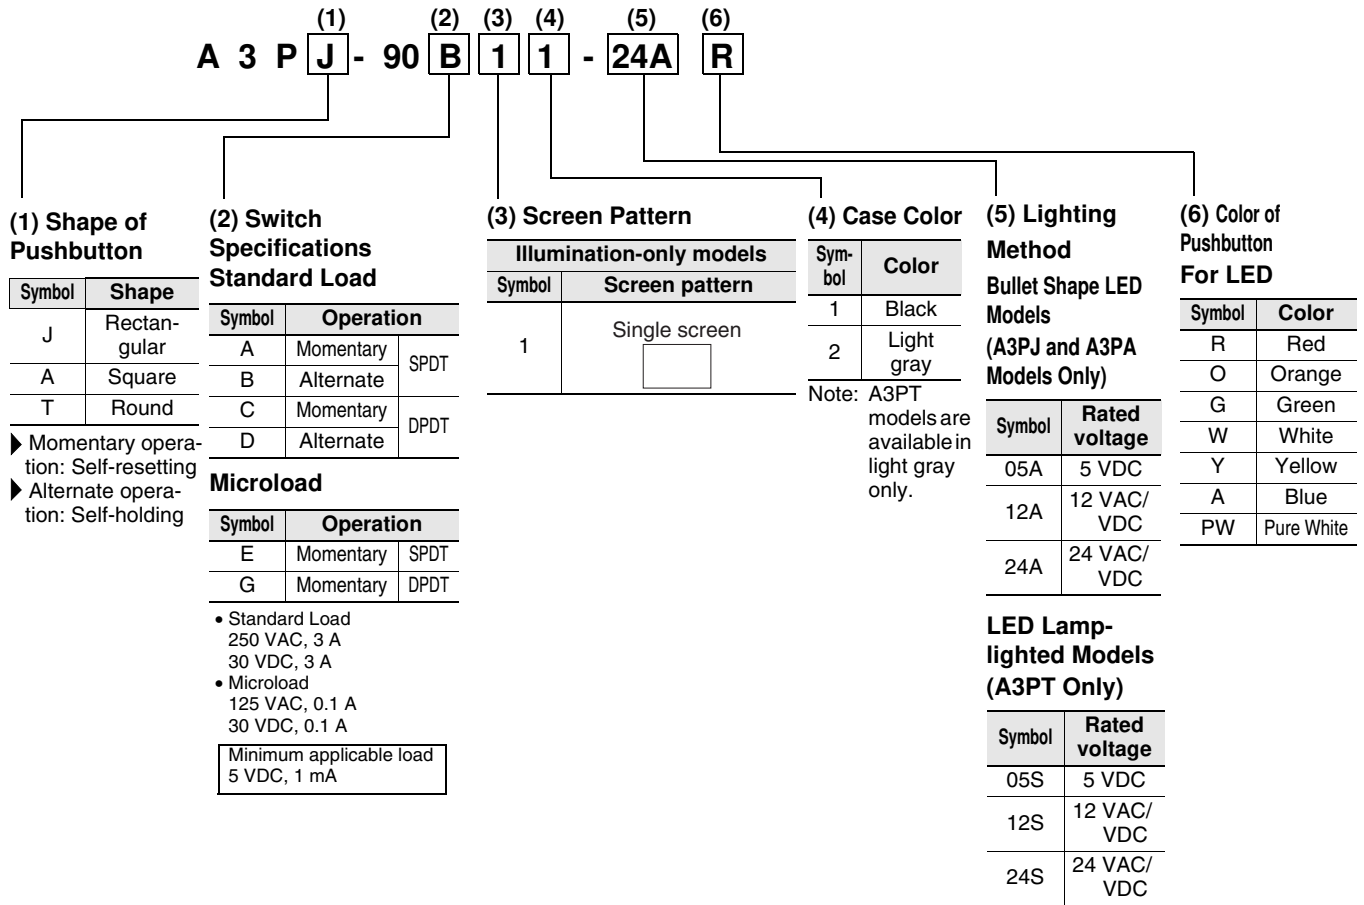 (1) (2) (3) (4) (5) (6)
A 3 P J - 90 B 1 1 - 24A R
(1) Shape of
Pushbutton
Symbol Shape
J Rectan-
gular
A Square
T Round
Momentary opera-
tion: Self-resetting
Alternate opera-
tion: Self-holding
(2) Switch
Specifications
Standard Load
Symbol Operation
A Momentary SPDT
B Alternate
C Momentary DPDT
D Alternate
Microload
Symbol Operation
E Momentary SPDT
G Momentary DPDT
• Standard Load
250 VAC, 3 A
30 VDC, 3 A
• Microload
125 VAC, 0.1 A
30 VDC, 0.1 A
Minimum applicable load
5 VDC, 1 mA
(3) Screen Pattern
Illumination-only models
Symbol Screen pattern
1 Single screen
(4) Case Color
Sym-
bol Color
1 Black
2 Light
gray
Note: A3PT
models are
available in
light gray
only.
(5) Lighting
Method
Bullet Shape LED
Models
(A3PJ and A3PA
Models Only)
Symbol Rated
voltage
05A 5 VDC
12A 12 VAC/
VDC
24A 24 VAC/
VDC
LED Lamp-
lighted Models
(A3PT Only)
Symbol Rated
voltage
05S 5 VDC
12S 12 VAC/
VDC
24S 24 VAC/
VDC
(6) Color of
Pushbutton
For LED
Symbol Color
R Red
O Orange
G Green
W White
Y Yellow
A Blue
PW Pure White